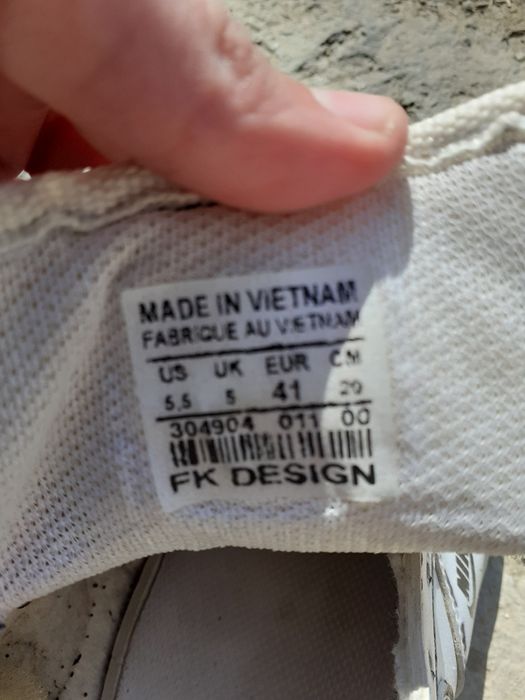 MADE IN VIETNAM
FABRIQUE AU VIETNAM
US UK EUR CM
5.5 5 41 20
304904 011 00
FK DESIGN